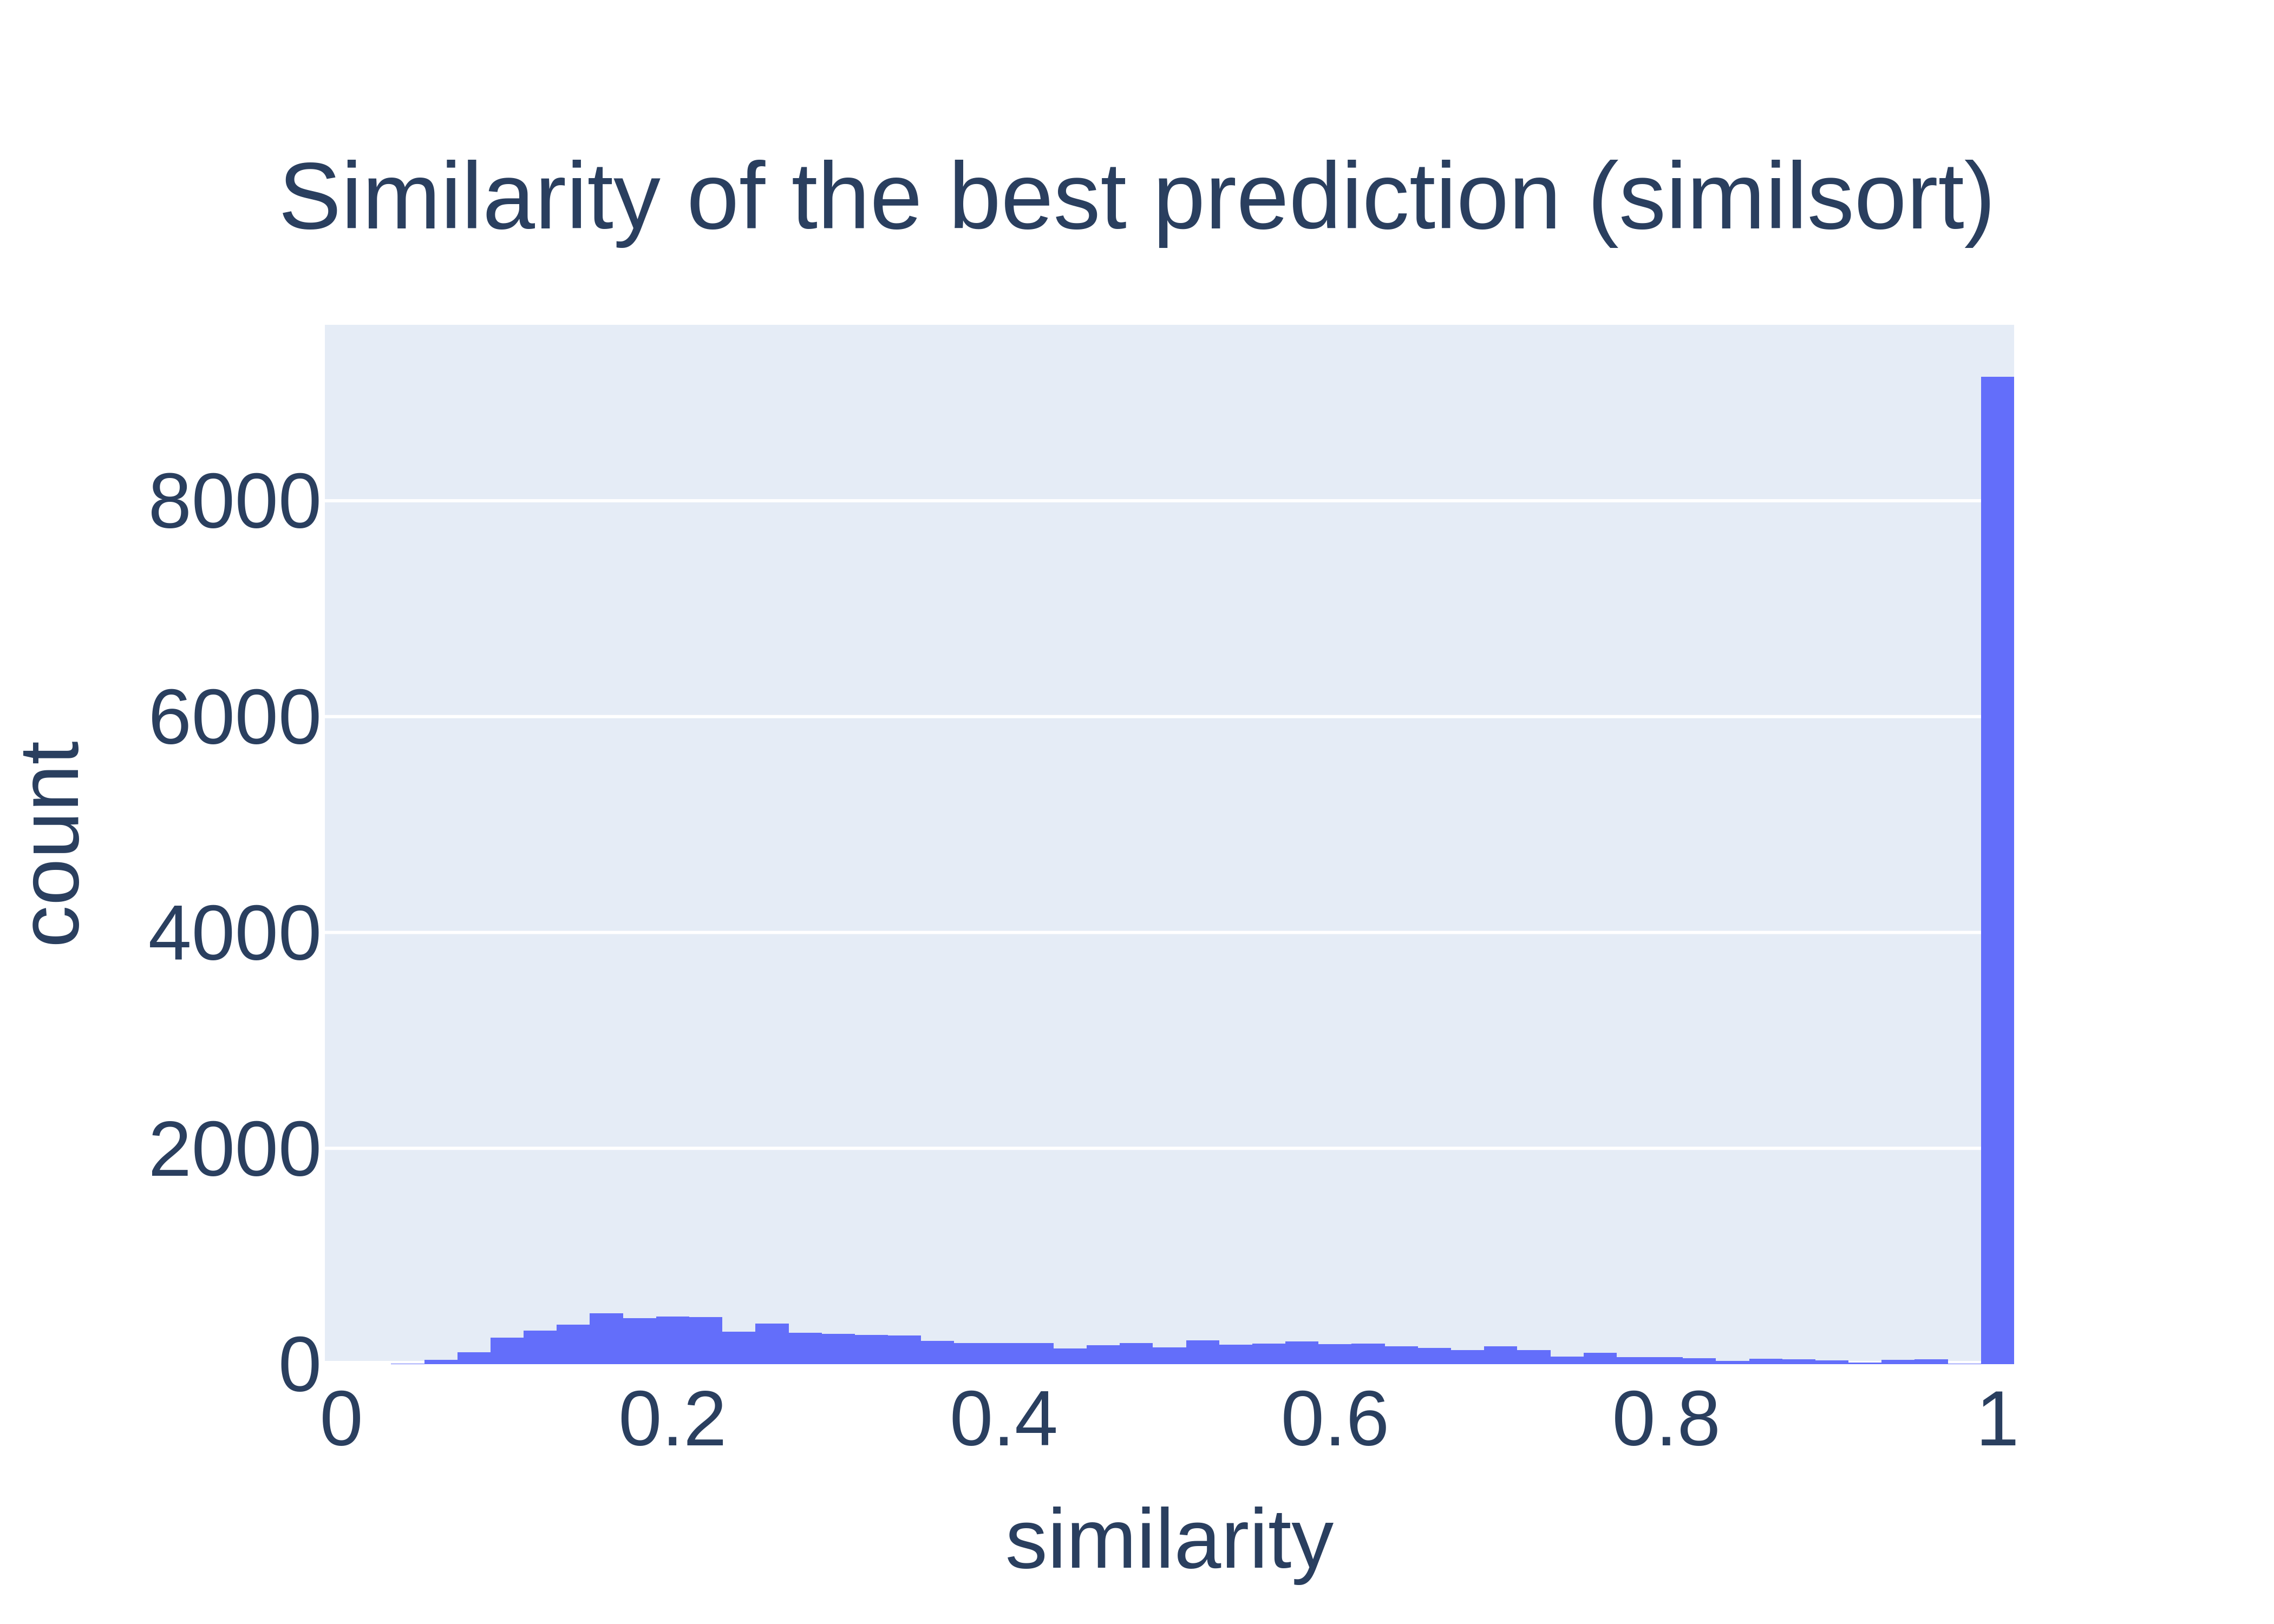 Similarity of the best prediction (similsort)
count
8000
6000
4000
2000
0
0 0.2 0.4 0.6 0.8 1
similarity